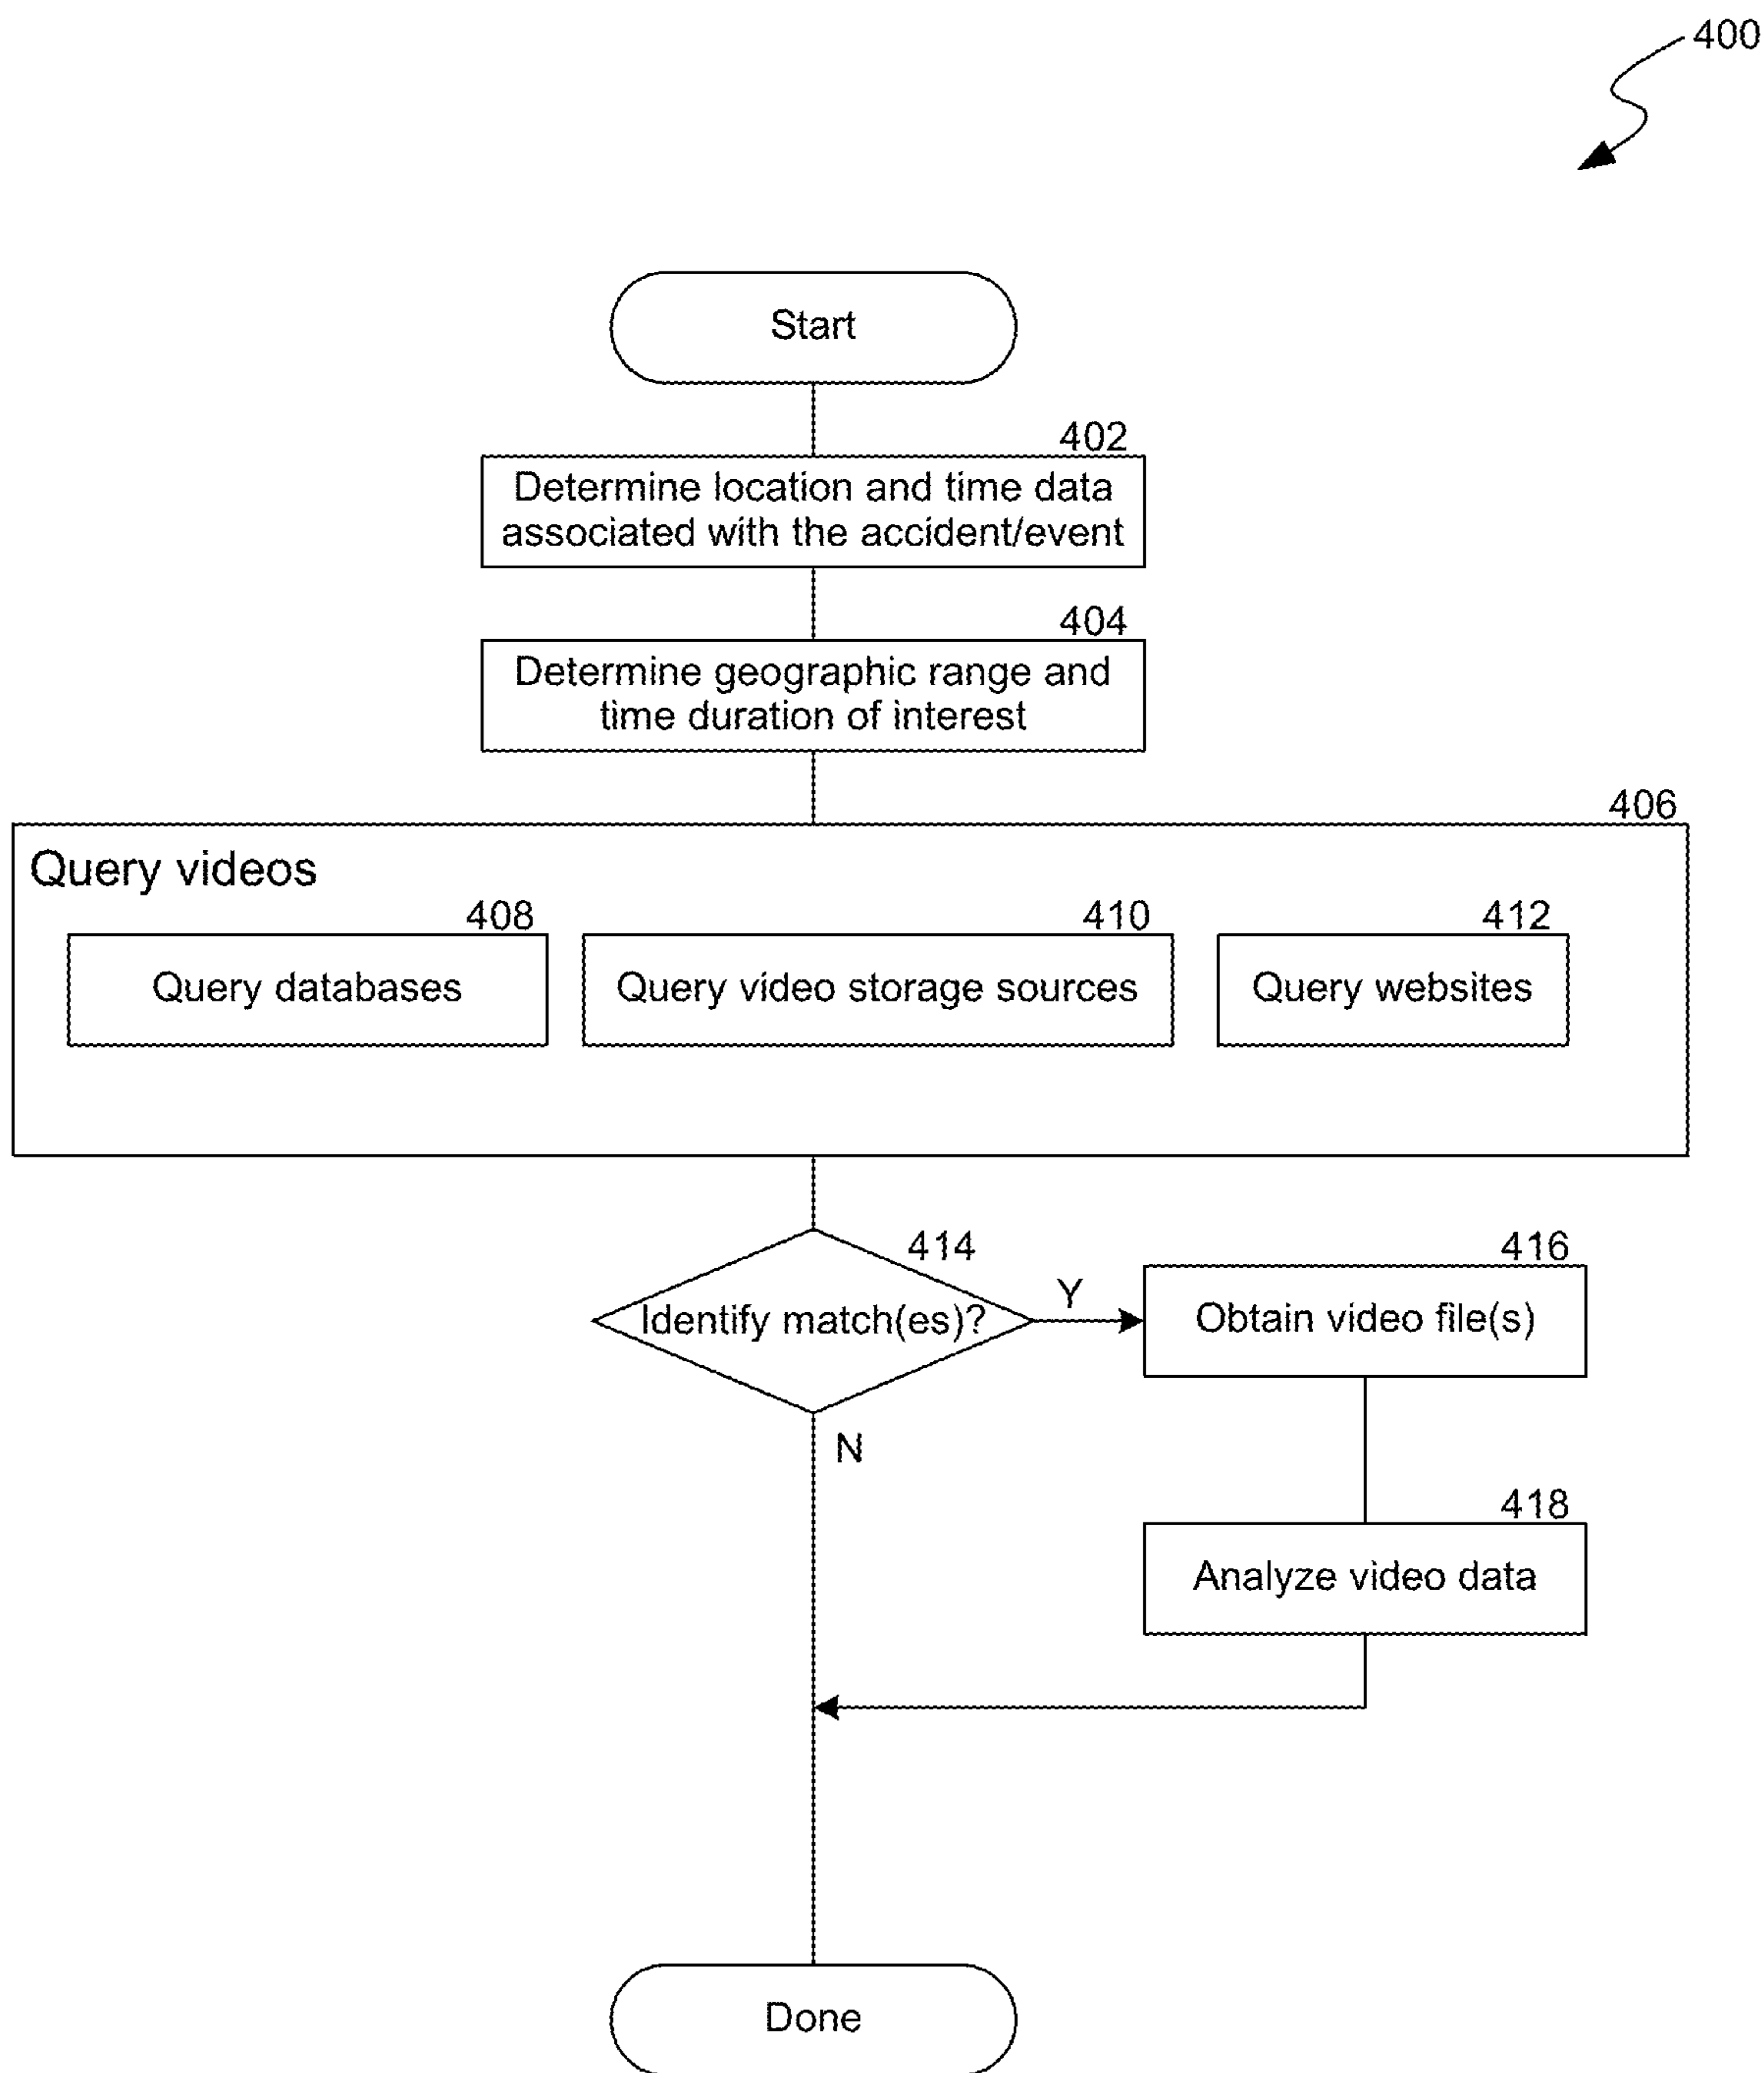 400
Start
402
Determine location and time data
associated with the accident/event
404
Determine geographic range and
time duration of interest
406
Query videos
408
Query databases
410
Query video storage sources
412
Query websites
414
Identify match(es)?
Y
N
416
Obtain video file(s)
418
Analyze video data
Done